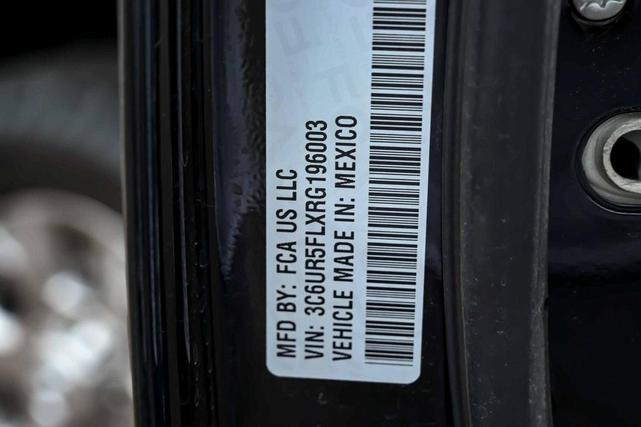 MFD BY: FCA US LLC
VIN: 3C6UR5FLXRG196003
VEHICLE MADE IN: MEXICO